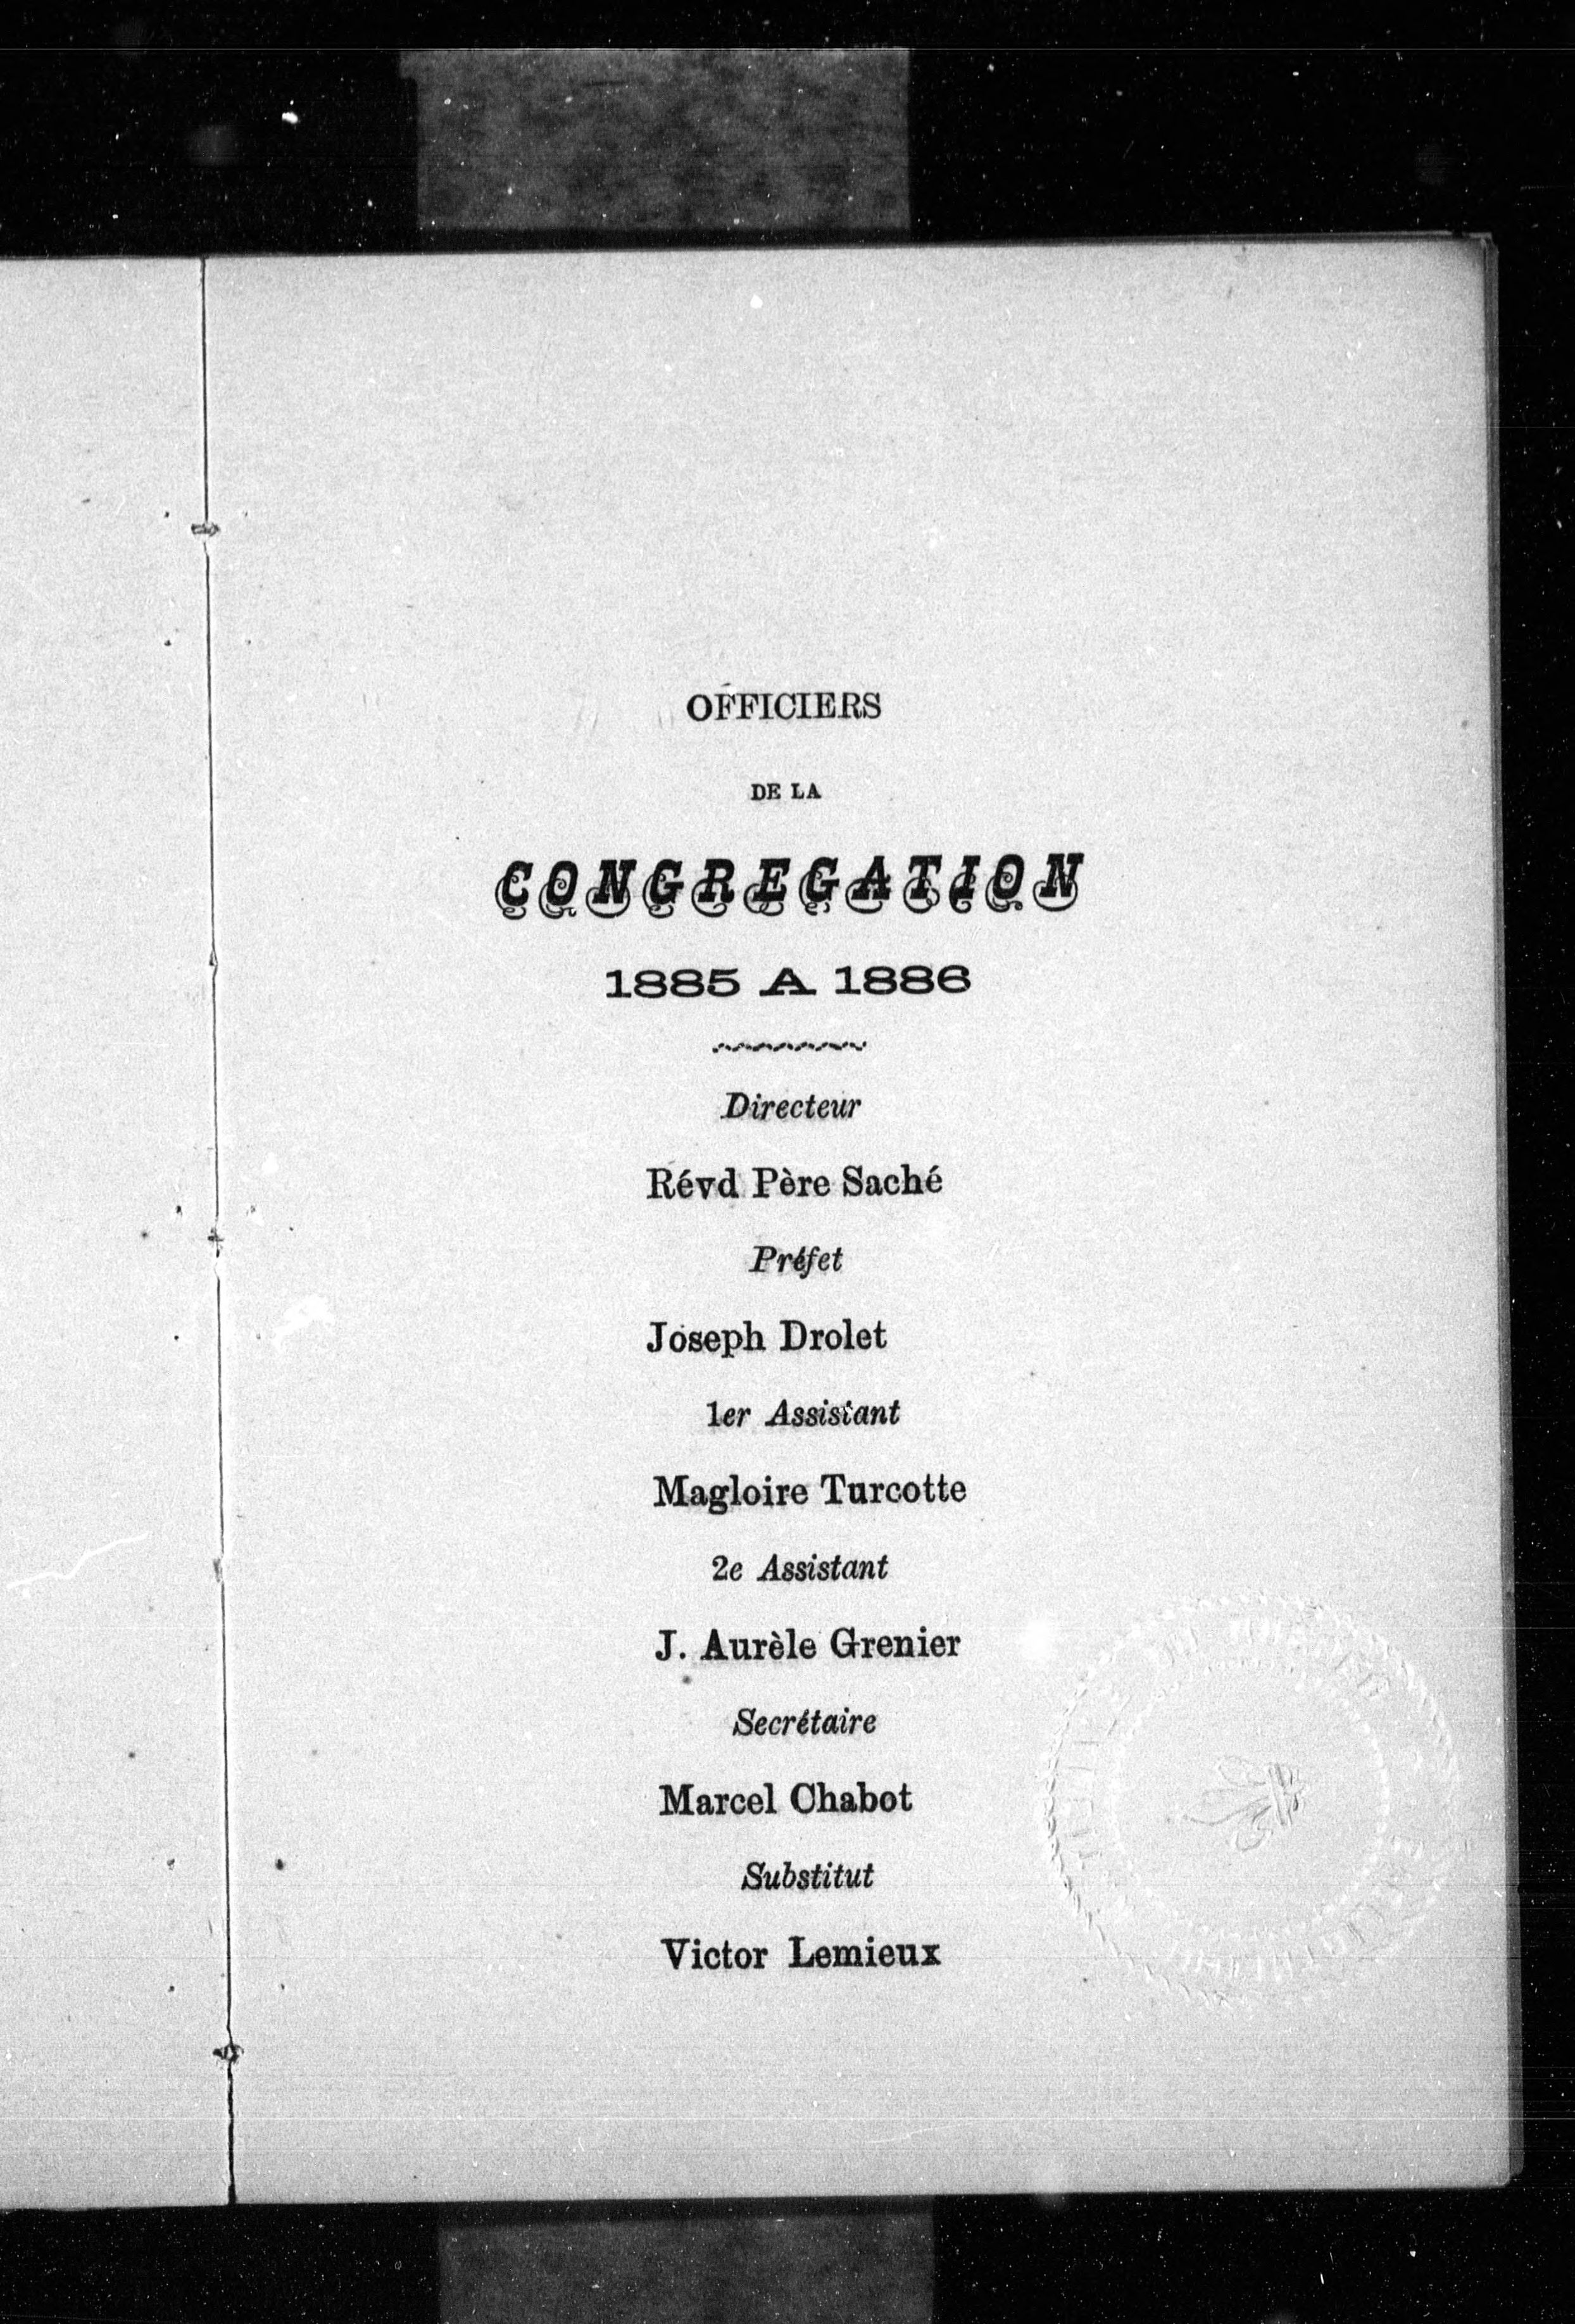 OFFICIERS
DE LA
CONGREGATION
1885 A 1886
Directeur
Révd Père Saché
Préfet
Joseph Drolet
1er Assistant
Magloire Turcotte
2e Assistant
J. Aurèle Grenier
Secrétaire
Marcel Chabot
Substitut
Victor Lemieux